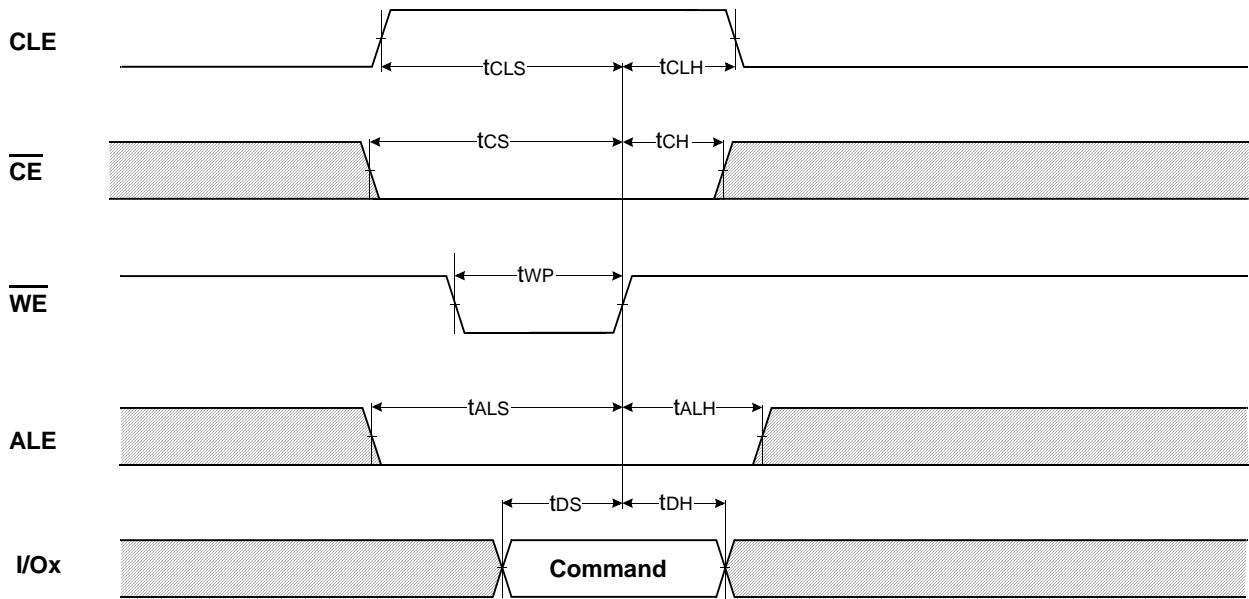 CLE
tCLS
tCLH
CE
tCS
tCH
WE
tWP
ALE
tALS
tALH
I/Ox
tDS
tDH
Command